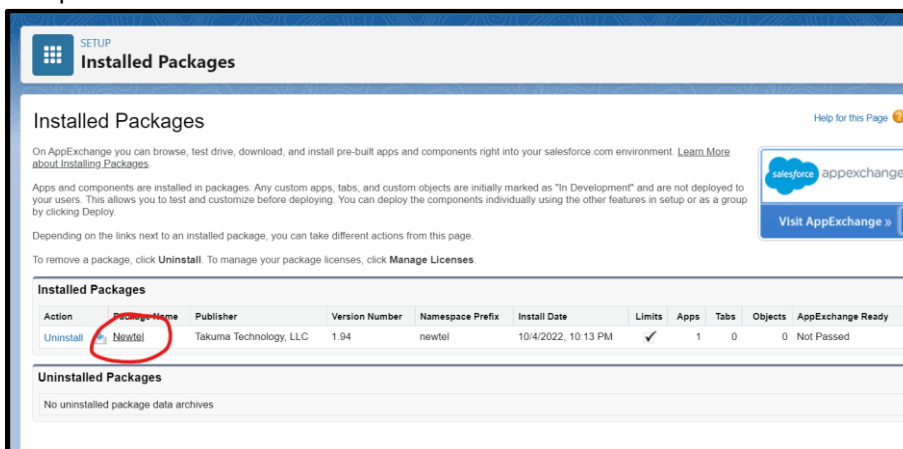 SETUP
Installed Packages
Installed Packages
Help for this Page
On AppExchange you can browse, test drive, download, and install pre-built apps and components right into your salesforce.com environment. Learn More
about Installing Packages.
Apps and components are installed in packages. Any custom apps, tabs, and custom objects are initially marked as "In Development" and are not deployed to
your users. This allows you to test and customize before deploying. You can deploy the components individually using the other features in setup or as a group
by clicking Deploy.
Depending on the links next to an installed package, you can take different actions from this page.
To remove a package, click Uninstall. To manage your package licenses, click Manage Licenses.
salesforce appexchange
Visit AppExchange »
Installed Packages
Action Package Name Publisher Version Number Namespace Prefix Install Date Limits Apps Tabs Objects AppExchange Ready
Uninstall Newtel Takuma Technology, LLC 1.94 newtel 10/4/2022, 10:13 PM ✓ 1 0 0 Not Passed
Uninstalled Packages
No uninstalled package data archives